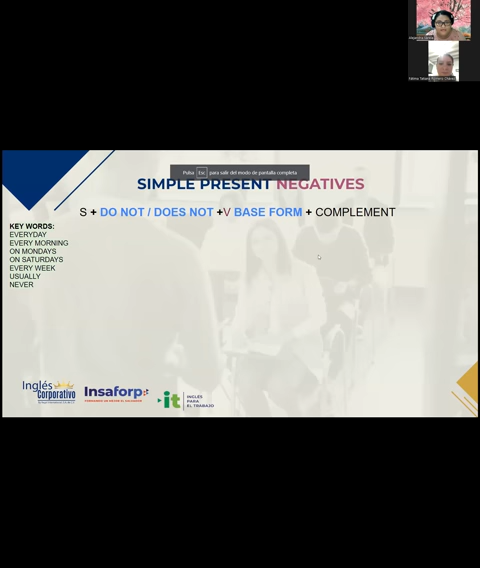 Pulsa Esc para salir del modo de pantalla completa
SIMPLE PRESENT NEGATIVES
S + DO NOT / DOES NOT +V BASE FORM + COMPLEMENT
KEY WORDS:
EVERYDAY
EVERY MORNING
ON MONDAYS
ON SATURDAYS
EVERY WEEK
USUALLY
NEVER
Inglés
Corporativo
Insaforp
it
INGLÉS
PARA
EL TRABAJO